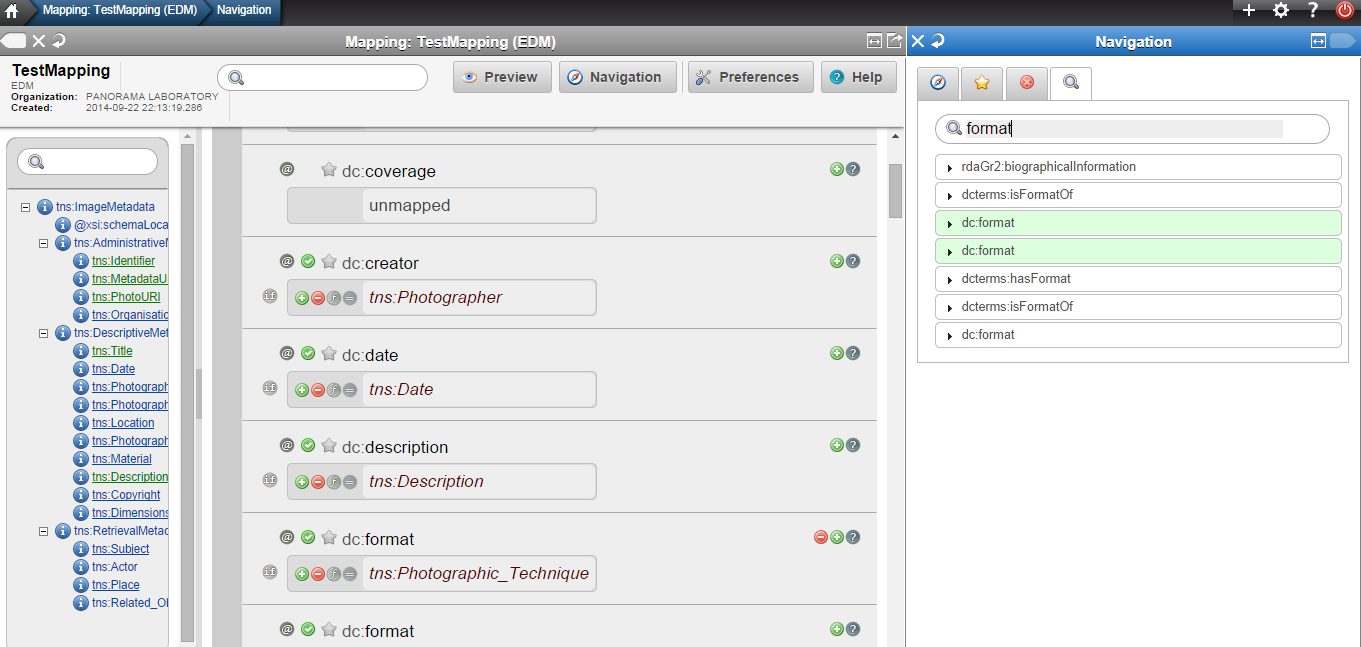 Mapping: TestMapping (EDM) Navigation
Mapping: TestMapping (EDM)
TestMapping
EDM
Organization: PANORAMA LABORATORY
Created: 2014-09-22 22:13:19.286
Preview Navigation Preferences Help
tns:ImageMetadata
@xsi:schemaLoca
tns:AdministrativeM
tns:Identifier
tns:MetadataU
tns:PhotoURI
tns:Organisatio
tns:DescriptiveMet
tns:Title
tns:Date
tns:Photograph
tns:Photograph
tns:Location
tns:Photograph
tns:Material
tns:Description
tns:Copyright
tns:Dimensions
tns:RetrievalMetad
tns:Subject
tns:Actor
tns:Place
tns:Related_Ob
dc:coverage
unmapped
dc:creator
if
tns:Photographer
dc:date
if
tns:Date
dc:description
if
tns:Description
dc:format
if
tns:Photographic_Technique
dc:format
Navigation
format
rdaGr2:biographicalInformation
dcterms:isFormatOf
dc:format
dc:format
dcterms:hasFormat
dcterms:isFormatOf
dc:format